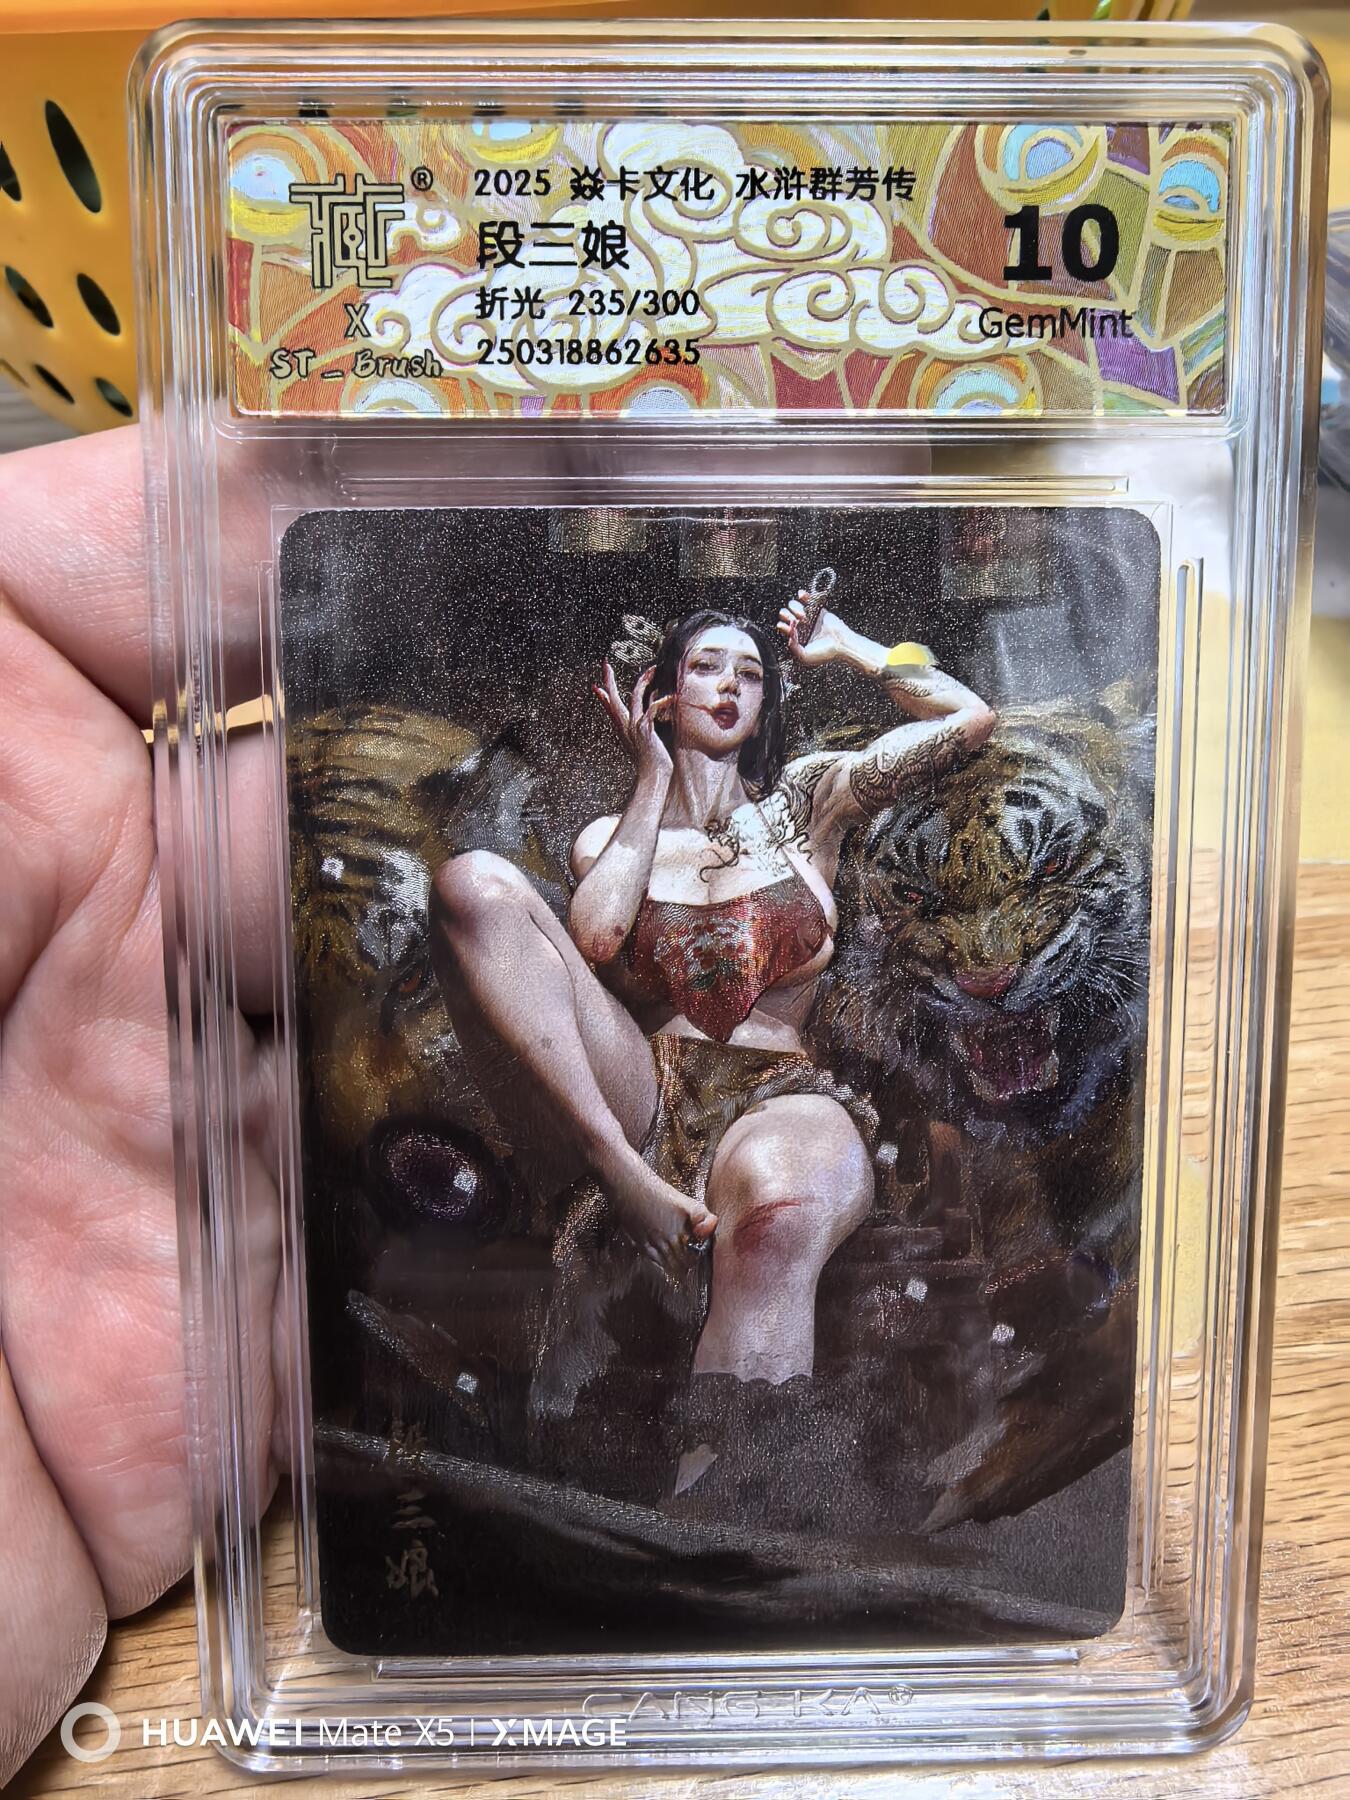 藏®
2025 焱卡文化 水浒群芳传
段三娘
折光 235/300
250318862635
X
ST_Brush
10
GemMint
段
三
娘
CANG KA®
HUAWEI Mate X5 | XMAGE